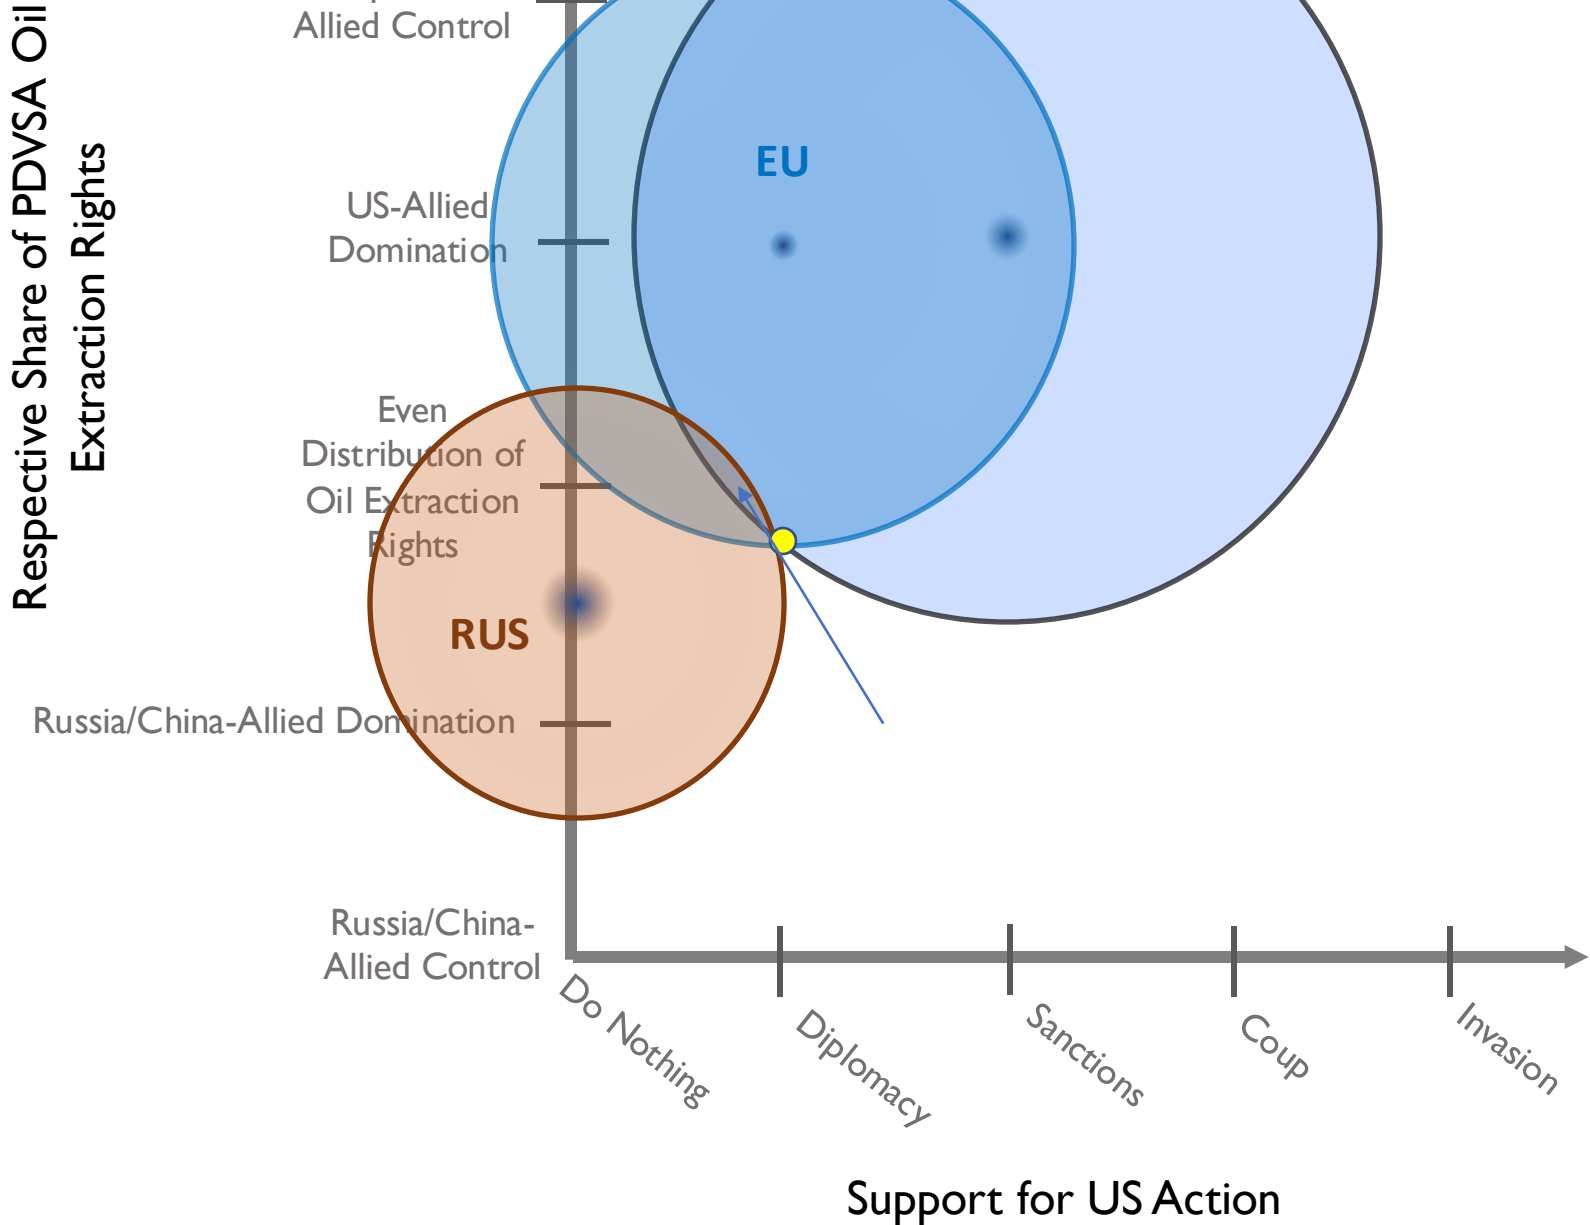 Respective Share of PDVSA Oil
Extraction Rights
Allied Control
US-Allied
Domination
Even
Distribution of
Oil Extraction
Rights
Russia/China-Allied Domination
Russia/China-
Allied Control
EU
RUS
Do Nothing
Diplomacy
Sanctions
Coup
Invasion
Support for US Action